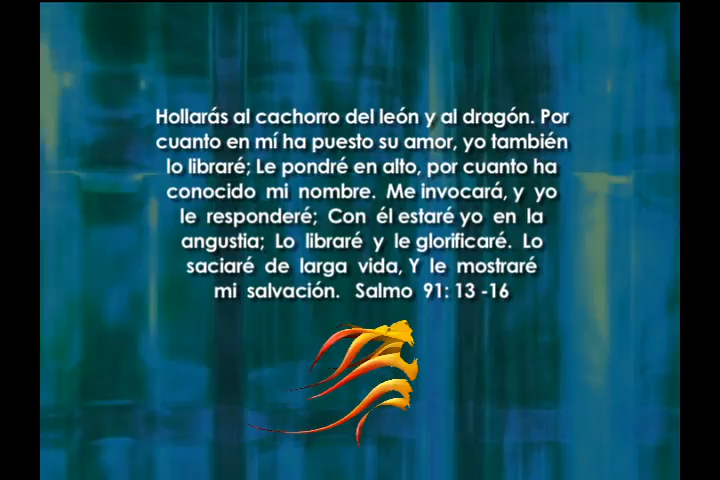 Hollarás al cachorro del león y al dragón. Por
cuanto en mí ha puesto su amor, yo también
lo libraré; Le pondré en alto, por cuanto ha
conocido mi nombre. Me invocará, y yo
le responderé; Con él estaré yo en la
angustia; Lo libraré y le glorificaré. Lo
saciaré de larga vida, Y le mostraré
mi salvación. Salmo 91: 13 -16